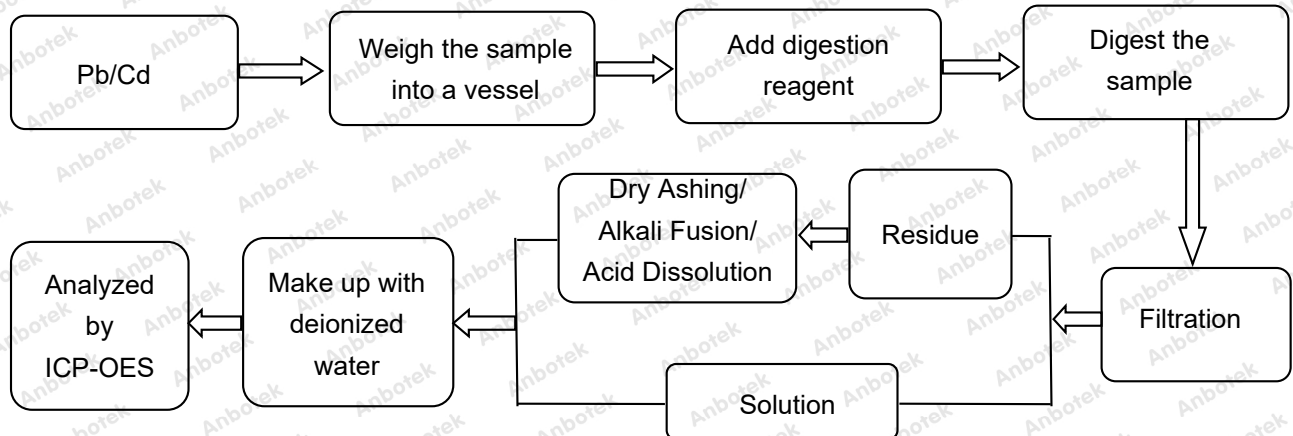 Pb/Cd
Weigh the sample
into a vessel
Add digestion
reagent
Digest the
sample
Filtration
Residue
Dry Ashing/
Alkali Fusion/
Acid Dissolution
Solution
Make up with
deionized
water
Analyzed
by
ICP-OES
Anbotek